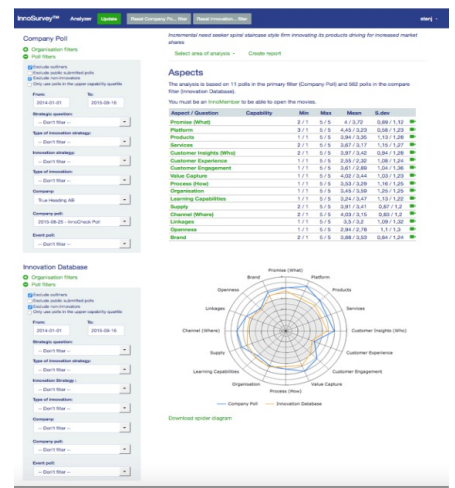 InnoSurvey™ Analyzer Update Reset Company Po... filter Reset Innovation... filter stenj
Company Poll
Organisation filters
Poll filters
Exclude outliners
Exclude public submitted polls
Exclude non-innovators
Only use polls in the upper capability quartile
From: To:
2014-01-01 2015-09-16
Strategic question:
-- Don't filter --
Type of innovation strategy:
-- Don't filter --
Innovation strategy:
-- Don't filter --
Type of innovation:
-- Don't filter --
Company:
True Heading AB
Company poll:
2015-08-25 - InnoCheck Poll
Event poll:
-- Don't filter --
Innovation Database
Organisation filters
Poll filters
Exclude outliners
Exclude public submitted polls
Exclude non-innovators
Only use polls in the upper capability quartile
From: To:
2014-01-01 2015-09-16
Strategic question:
-- Don't filter --
Type of innovation strategy:
-- Don't filter --
Innovation Strategy:
-- Don't filter --
Type of innovation:
-- Don't filter --
Company:
-- Don't filter --
Company poll:
-- Don't filter --
Event poll:
-- Don't filter --
Incremental need seeker spiral staircase style firm innovating its products driving for increased market
shares
Select area of analysis Create report
Aspects
The analysis is based on 11 polls in the primary filter (Company Poll) and 562 polls in the compare
filter (Innovation Database).
You must be an InnoMember to be able to open the movies.
Aspect / Question Capability Min Max Mean S.dev
Promise (What) 2 / 1 5 / 5 4 / 3,72 0,89 / 1,12
Platform 3 / 1 5 / 5 4,45 / 3,23 0,58 / 1,23
Products 1 / 1 5 / 5 3,94 / 3,35 1,13 / 1,28
Services 2 / 1 5 / 5 3,67 / 3,17 1,15 / 1,27
Customer Insights (Who) 2 / 1 5 / 5 3,97 / 3,42 0,94 / 1,28
Customer Experience 1 / 1 5 / 5 2,55 / 2,32 1,08 / 1,24
Customer Engagement 1 / 1 5 / 5 3,61 / 2,89 1,04 / 1,36
Value Capture 1 / 1 5 / 5 4,02 / 3,44 1,03 / 1,23
Process (How) 1 / 1 5 / 5 3,53 / 3,29 1,16 / 1,25
Organisation 1 / 1 5 / 5 3,45 / 3,58 1,25 / 1,25
Learning Capabilities 1 / 1 5 / 5 3,24 / 3,47 1,13 / 1,22
Supply 2 / 1 5 / 5 3,91 / 3,41 0,87 / 1,2
Channel (Where) 2 / 1 5 / 5 4,03 / 3,15 0,83 / 1,2
Linkages 1 / 1 5 / 5 3,5 / 3,2 1,09 / 1,32
Openness 1 / 1 5 / 5 2,94 / 2,78 1,1 / 1,3
Brand 2 / 1 5 / 5 3,88 / 3,53 0,94 / 1,24
Promise (What)
Brand Platform
Openness Products
Linkages Services
Channel (Where) Customer Insights (Who)
Supply Customer Experience
Learning Capabilities Customer Engagement
Organisation Value Capture
Process (How)
Company Poll Innovation Database
Download spider diagram